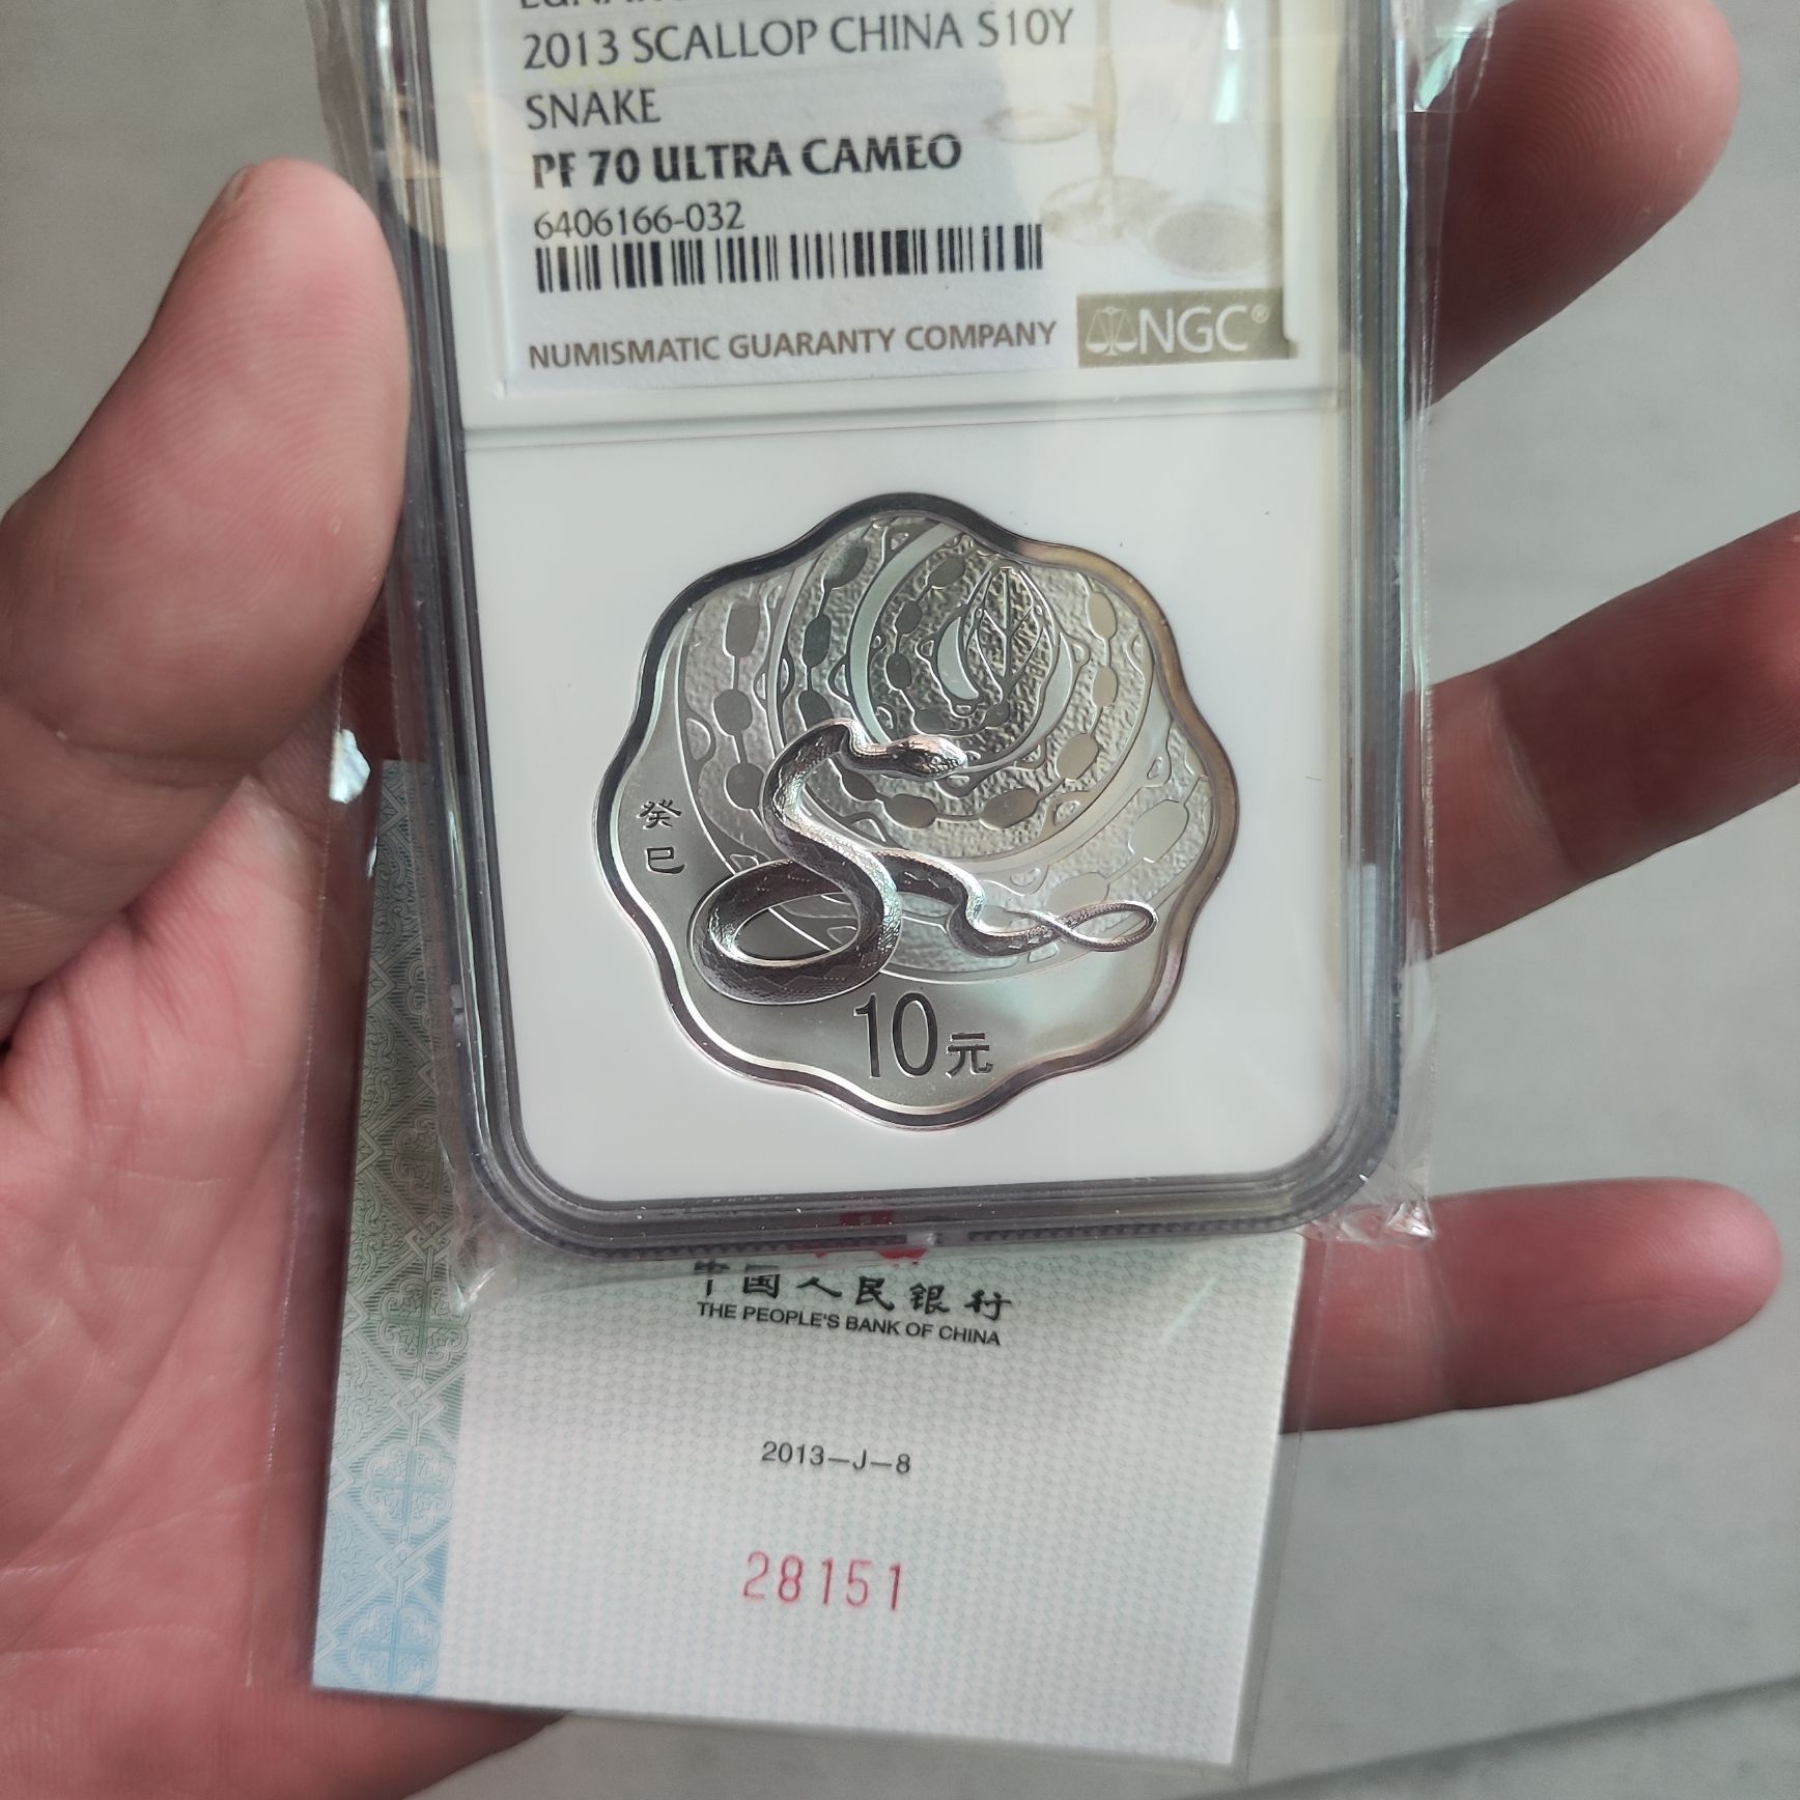 2013 SCALLOP CHINA S10Y
SNAKE
PF 70 ULTRA CAMEO
6406166-032
NUMISMATIC GUARANTY COMPANY
NGC®
癸
巳
10元
中国人民银行
THE PEOPLE'S BANK OF CHINA
2013—J—8
28151